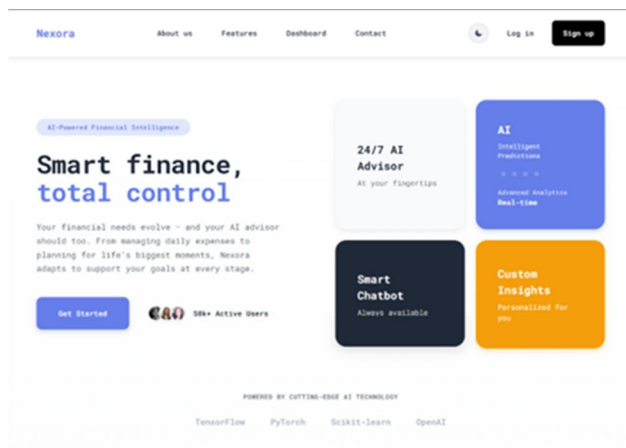 Nexora
About us
Features
Dashboard
Contact
Log in
Sign up
AI-Powered Financial Intelligence
Smart finance,
total control
Your financial needs evolve – and your AI advisor
should too. From managing daily expenses to
planning for life's biggest moments, Nexora
adapts to support your goals at every stage.
Get Started
50k+ Active Users
24/7 AI
Advisor
At your fingertips
AI
Intelligent
Predictions
Advanced Analytics
Real-time
Smart
Chatbot
Always available
Custom
Insights
Personalized for
you
POWERED BY CUTTING-EDGE AI TECHNOLOGY
TensorFlow
PyTorch
Scikit-learn
OpenAI